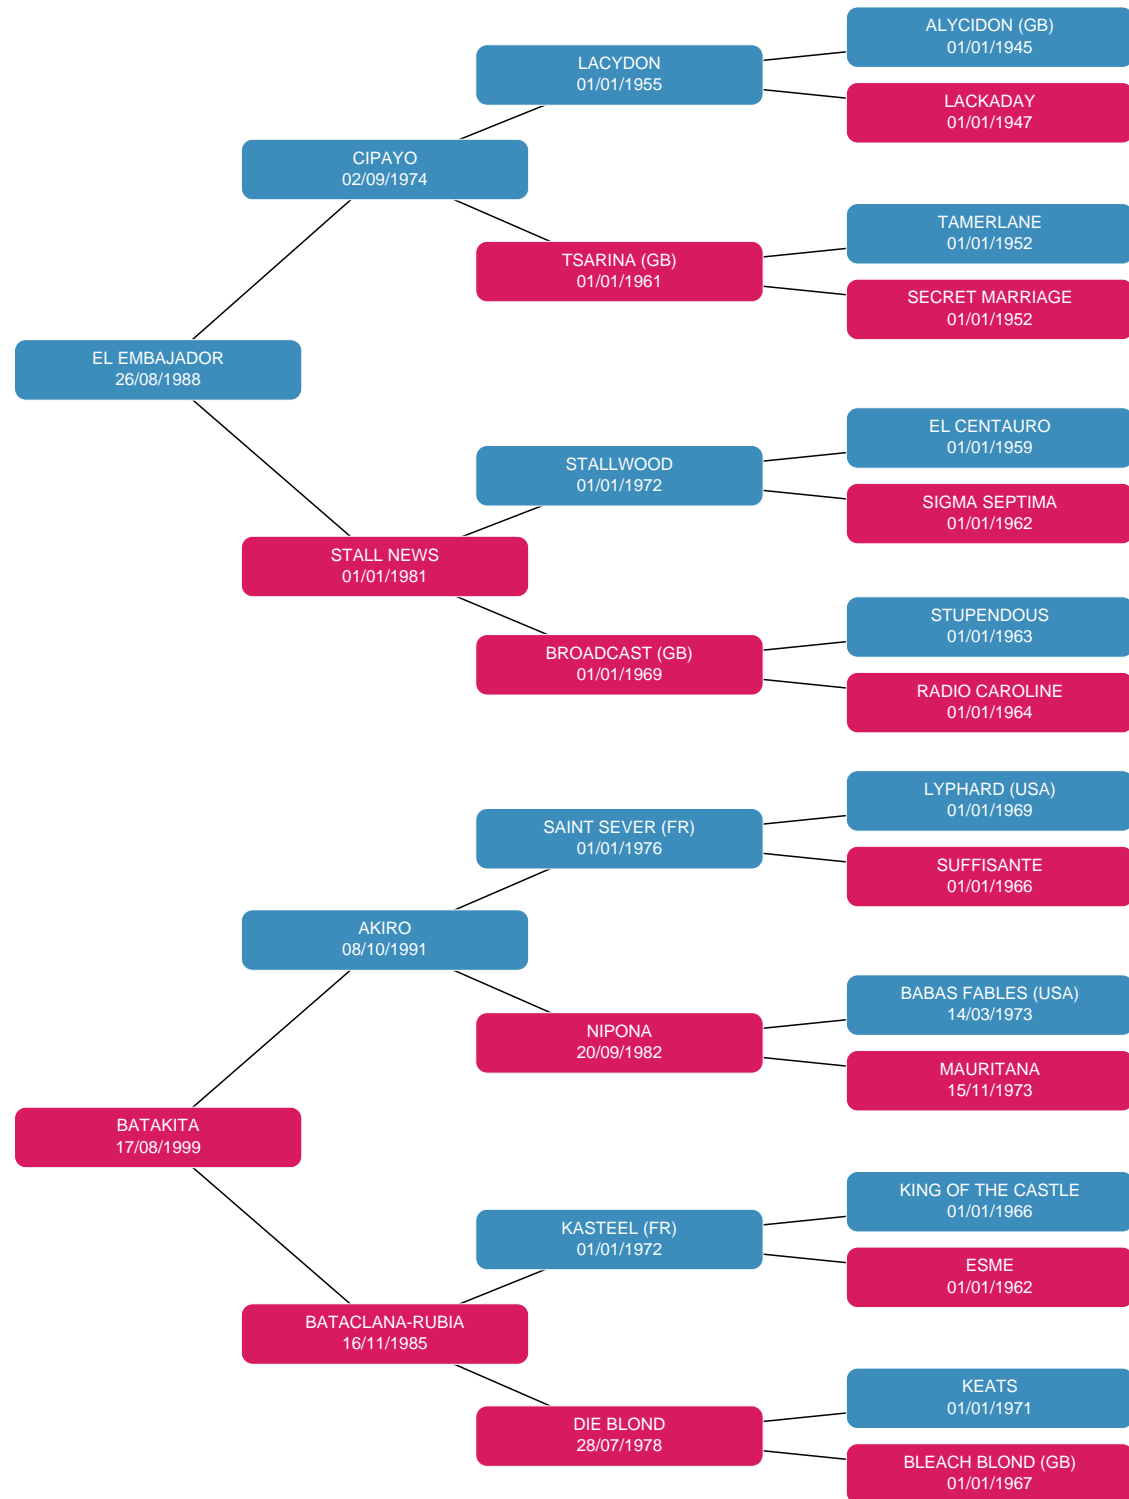 ALYCIDON (GB)
01/01/1945
LACYDON
01/01/1955
LACKADAY
01/01/1947
CIPAYO
02/09/1974
TAMERLANE
01/01/1952
TSARINA (GB)
01/01/1961
SECRET MARRIAGE
01/01/1952
EL EMBAJADOR
26/08/1988
EL CENTAURO
01/01/1959
STALLWOOD
01/01/1972
SIGMA SEPTIMA
01/01/1962
STALL NEWS
01/01/1981
STUPENDOUS
01/01/1963
BROADCAST (GB)
01/01/1969
RADIO CAROLINE
01/01/1964
LYPHARD (USA)
01/01/1969
SAINT SEVER (FR)
01/01/1976
SUFFISANTE
01/01/1966
AKIRO
08/10/1991
BABAS FABLES (USA)
14/03/1973
NIPONA
20/09/1982
MAURITANA
15/11/1973
BATAKITA
17/08/1999
KING OF THE CASTLE
01/01/1966
KASTEEL (FR)
01/01/1972
ESME
01/01/1962
BATACLANA-RUBIA
16/11/1985
KEATS
01/01/1971
DIE BLOND
28/07/1978
BLEACH BLOND (GB)
01/01/1967